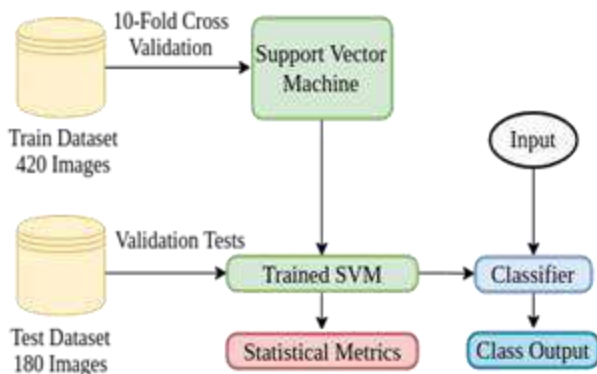 10-Fold Cross
Validation
Support Vector
Machine
Train Dataset
420 Images
Input
Validation Tests
Trained SVM
Classifier
Test Dataset
180 Images
Statistical Metrics
Class Output